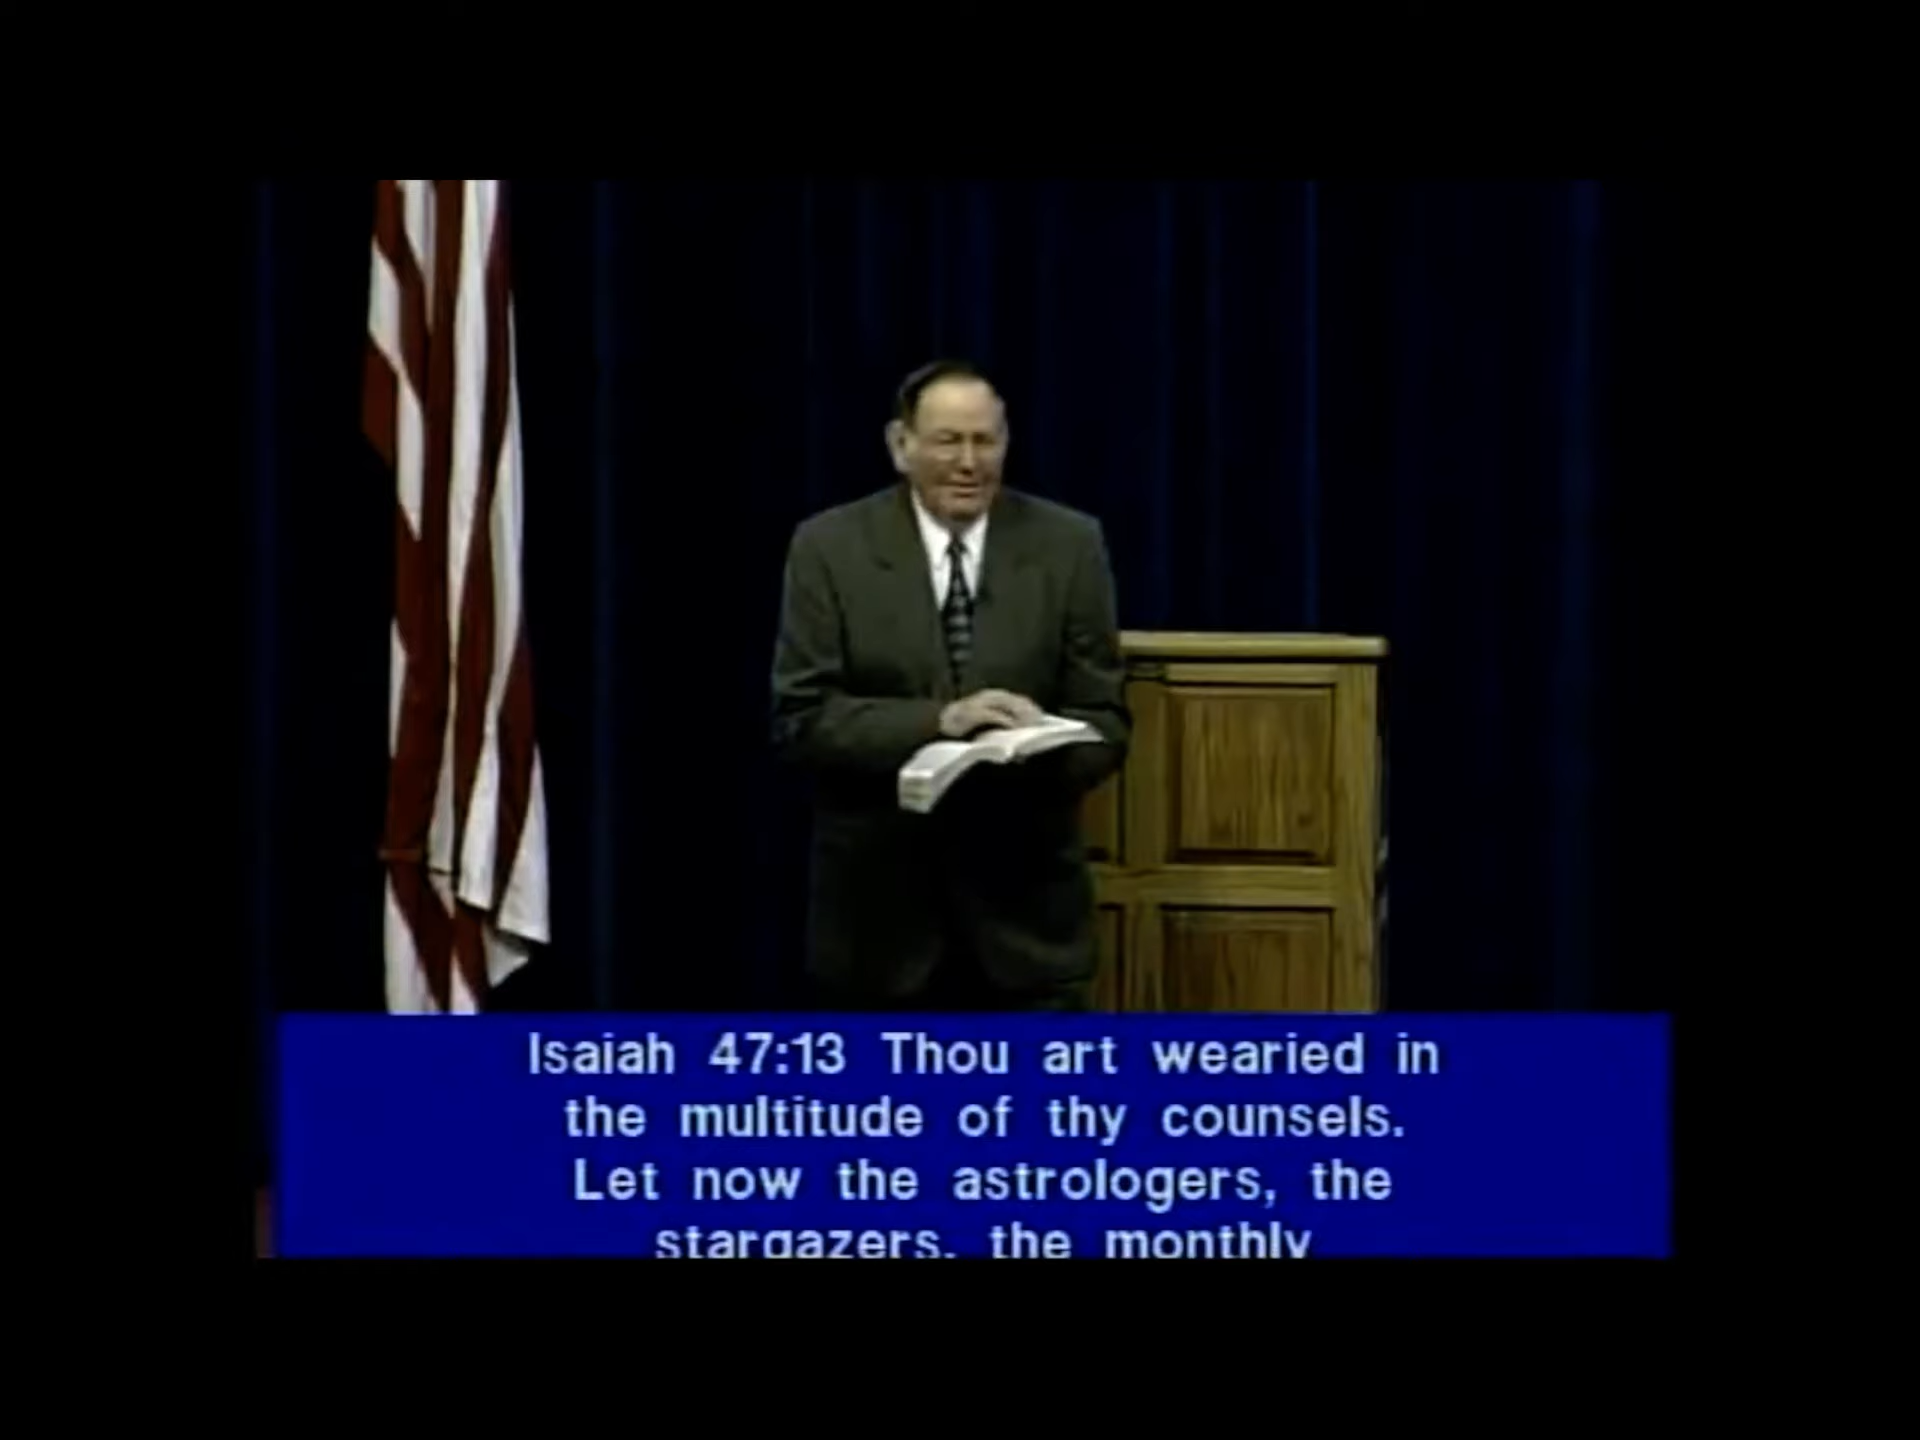 Isaiah 47:13 Thou art wearied in
the multitude of thy counsels.
Let now the astrologers, the
stargazers, the monthly